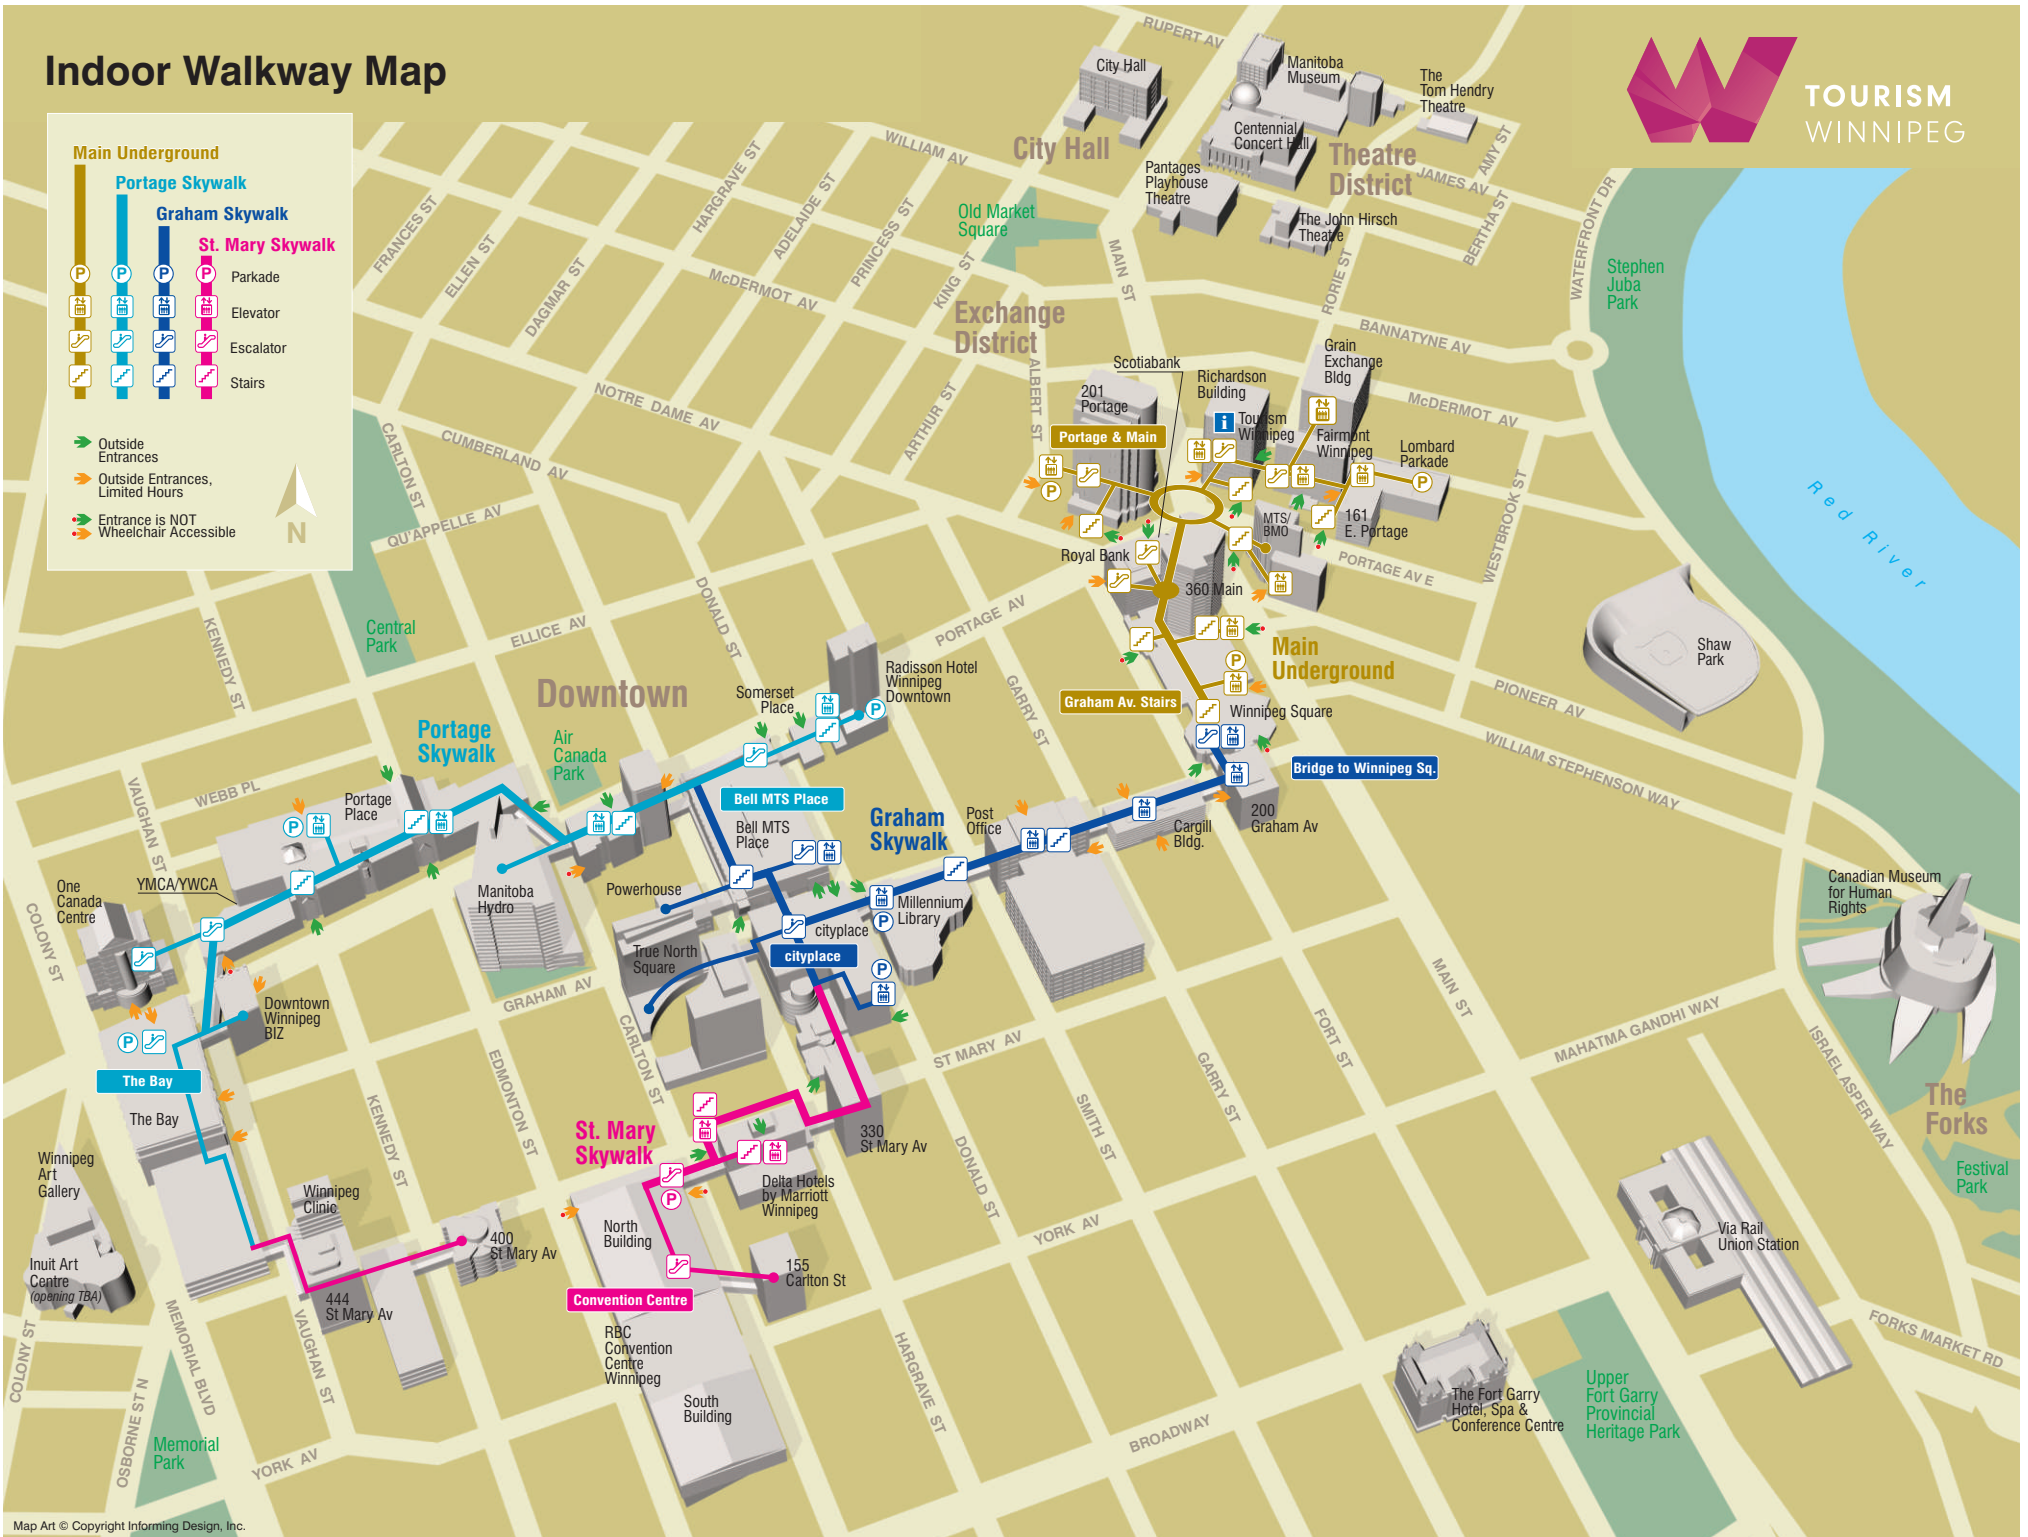 Indoor Walkway Map
TOURISM
WINNIPEG
Main Underground
Portage Skywalk
Graham Skywalk
St. Mary Skywalk
P
P
P
P
Parkade
Elevator
Escalator
Stairs
Outside
Entrances
Outside Entrances,
Limited Hours
Entrance is NOT
Wheelchair Accessible
N
RUPERT AV
City Hall
Manitoba
Museum
The
Tom Hendry
Theatre
City Hall
WILLIAM AV
Centennial
Concert Hall
Theatre
District
AMY ST
JAMES AV
Pantages
Playhouse
Theatre
The John Hirsch
Theatre
BERTHA ST
WATERFRONT DR
Old Market
Square
HARGRAVE ST
ADELAIDE ST
PRINCESS ST
FRANCES ST
ELLEN ST
DAGMAR ST
McDERMOT AV
KING ST
MAIN ST
RORIE ST
Stephen
Juba
Park
Exchange
District
BANNATYNE AV
Scotiabank
Richardson
Building
Grain
Exchange
Bldg
ALBERT ST
201
Portage
NOTRE DAME AV
ARTHUR ST
McDERMOT AV
i
Tourism
Winnipeg
Fairmont
Winnipeg
Lombard
Parkade
Portage & Main
CUMBERLAND AV
CARLTON ST
P
P
WESTBROOK ST
Red River
MTS/
BMO
161
E. Portage
QU'APPELLE AV
Royal Bank
PORTAGE AV E
360 Main
DONALD ST
PORTAGE AV
Central
Park
ELLICE AV
KENNEDY ST
Main
Underground
Shaw
Park
P
Radisson Hotel
Winnipeg
Downtown
Somerset
Place
P
GARRY ST
Graham Av. Stairs
Winnipeg Square
PIONEER AV
Downtown
Portage
Skywalk
Air
Canada
Park
WILLIAM STEPHENSON WAY
Bridge to Winnipeg Sq.
WEBB PL
VAUGHAN ST
Portage
Place
P
Bell MTS Place
Bell MTS
Place
Graham
Skywalk
Post
Office
Cargill
Bldg.
200
Graham Av
YMCA/YWCA
One
Canada
Centre
Manitoba
Hydro
Powerhouse
Millennium
Library
P
cityplace
COLONY ST
Canadian Museum
for Human
Rights
True North
Square
cityplace
P
GRAHAM AV
Downtown
Winnipeg
BIZ
MAIN ST
MAHATMA GANDHI WAY
P
The Bay
The Bay
EDMONTON ST
CARLTON ST
ST MARY AV
FORT ST
GARRY ST
ISRAEL ASPER WAY
The
Forks
KENNEDY ST
St. Mary
Skywalk
330
St Mary Av
SMITH ST
DONALD ST
Festival
Park
Winnipeg
Art
Gallery
P
Delta Hotels
by Marriott
Winnipeg
Winnipeg
Clinic
North
Building
400
St Mary Av
YORK AV
Via Rail
Union Station
Inuit Art
Centre
(opening TBA)
155
Carlton St
Convention Centre
444
St Mary Av
MEMORIAL BLVD
VAUGHAN ST
COLONY ST
RBC
Convention
Centre
Winnipeg
HARGRAVE ST
FORKS MARKET RD
OSBORNE ST N
South
Building
The Fort Garry
Hotel, Spa &
Conference Centre
Upper
Fort Garry
Provincial
Heritage Park
Memorial
Park
YORK AV
BROADWAY
Map Art © Copyright Informing Design, Inc.